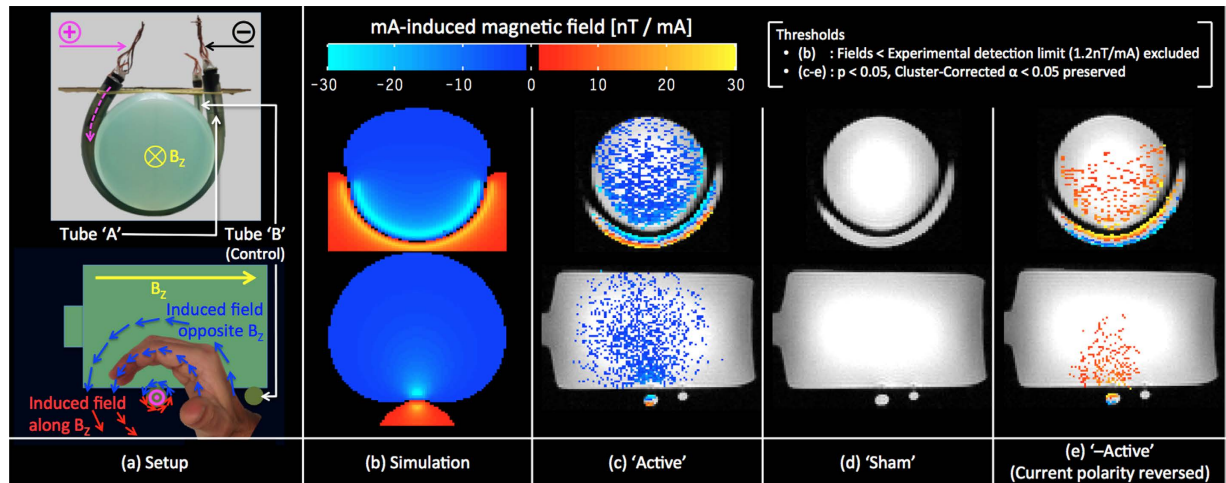 mA-induced magnetic field [nT / mA]
−30 −20 −10 0 10 20 30
Thresholds
• (b) : Fields < Experimental detection limit (1.2nT/mA) excluded
• (c-e) : p < 0.05, Cluster-Corrected α < 0.05 preserved
+
−
B_Z
Tube ‘A’
Tube ‘B’
(Control)
B_Z
Induced field
opposite B_Z
Induced field
along B_Z
(a) Setup
(b) Simulation
(c) ‘Active’
(d) ‘Sham’
(e) ‘–Active’
(Current polarity reversed)